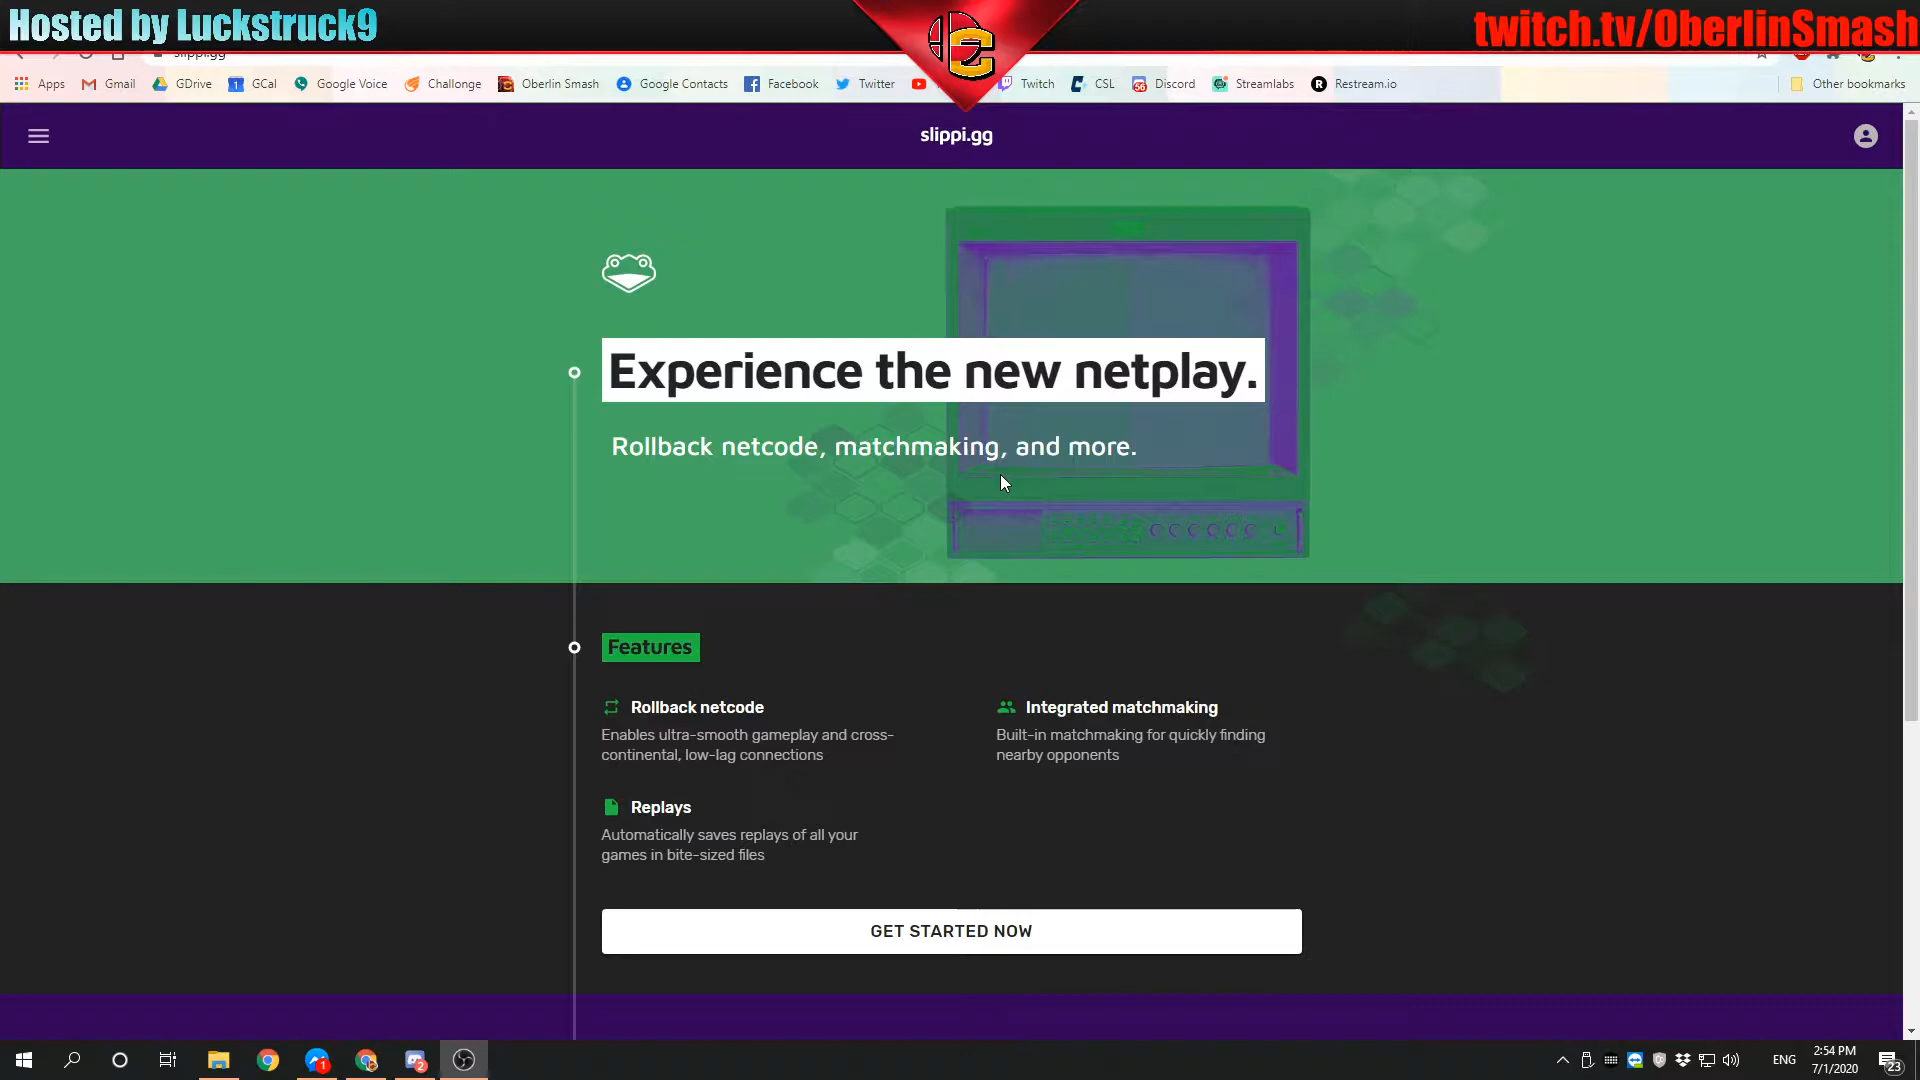 Hosted by Luckstruck9
twitch.tv/OberlinSmash
slippi.gg
Apps Gmail GDrive GCal Google Voice Challonge Oberlin Smash Google Contacts Facebook Twitter Twitch CSL Discord Streamlabs Restream.io Other bookmarks
slippi.gg
Experience the new netplay.
Rollback netcode, matchmaking, and more.
Features
Rollback netcode
Enables ultra-smooth gameplay and cross-
continental, low-lag connections
Integrated matchmaking
Built-in matchmaking for quickly finding
nearby opponents
Replays
Automatically saves replays of all your
games in bite-sized files
GET STARTED NOW
ENG
2:54 PM
7/1/2020
23